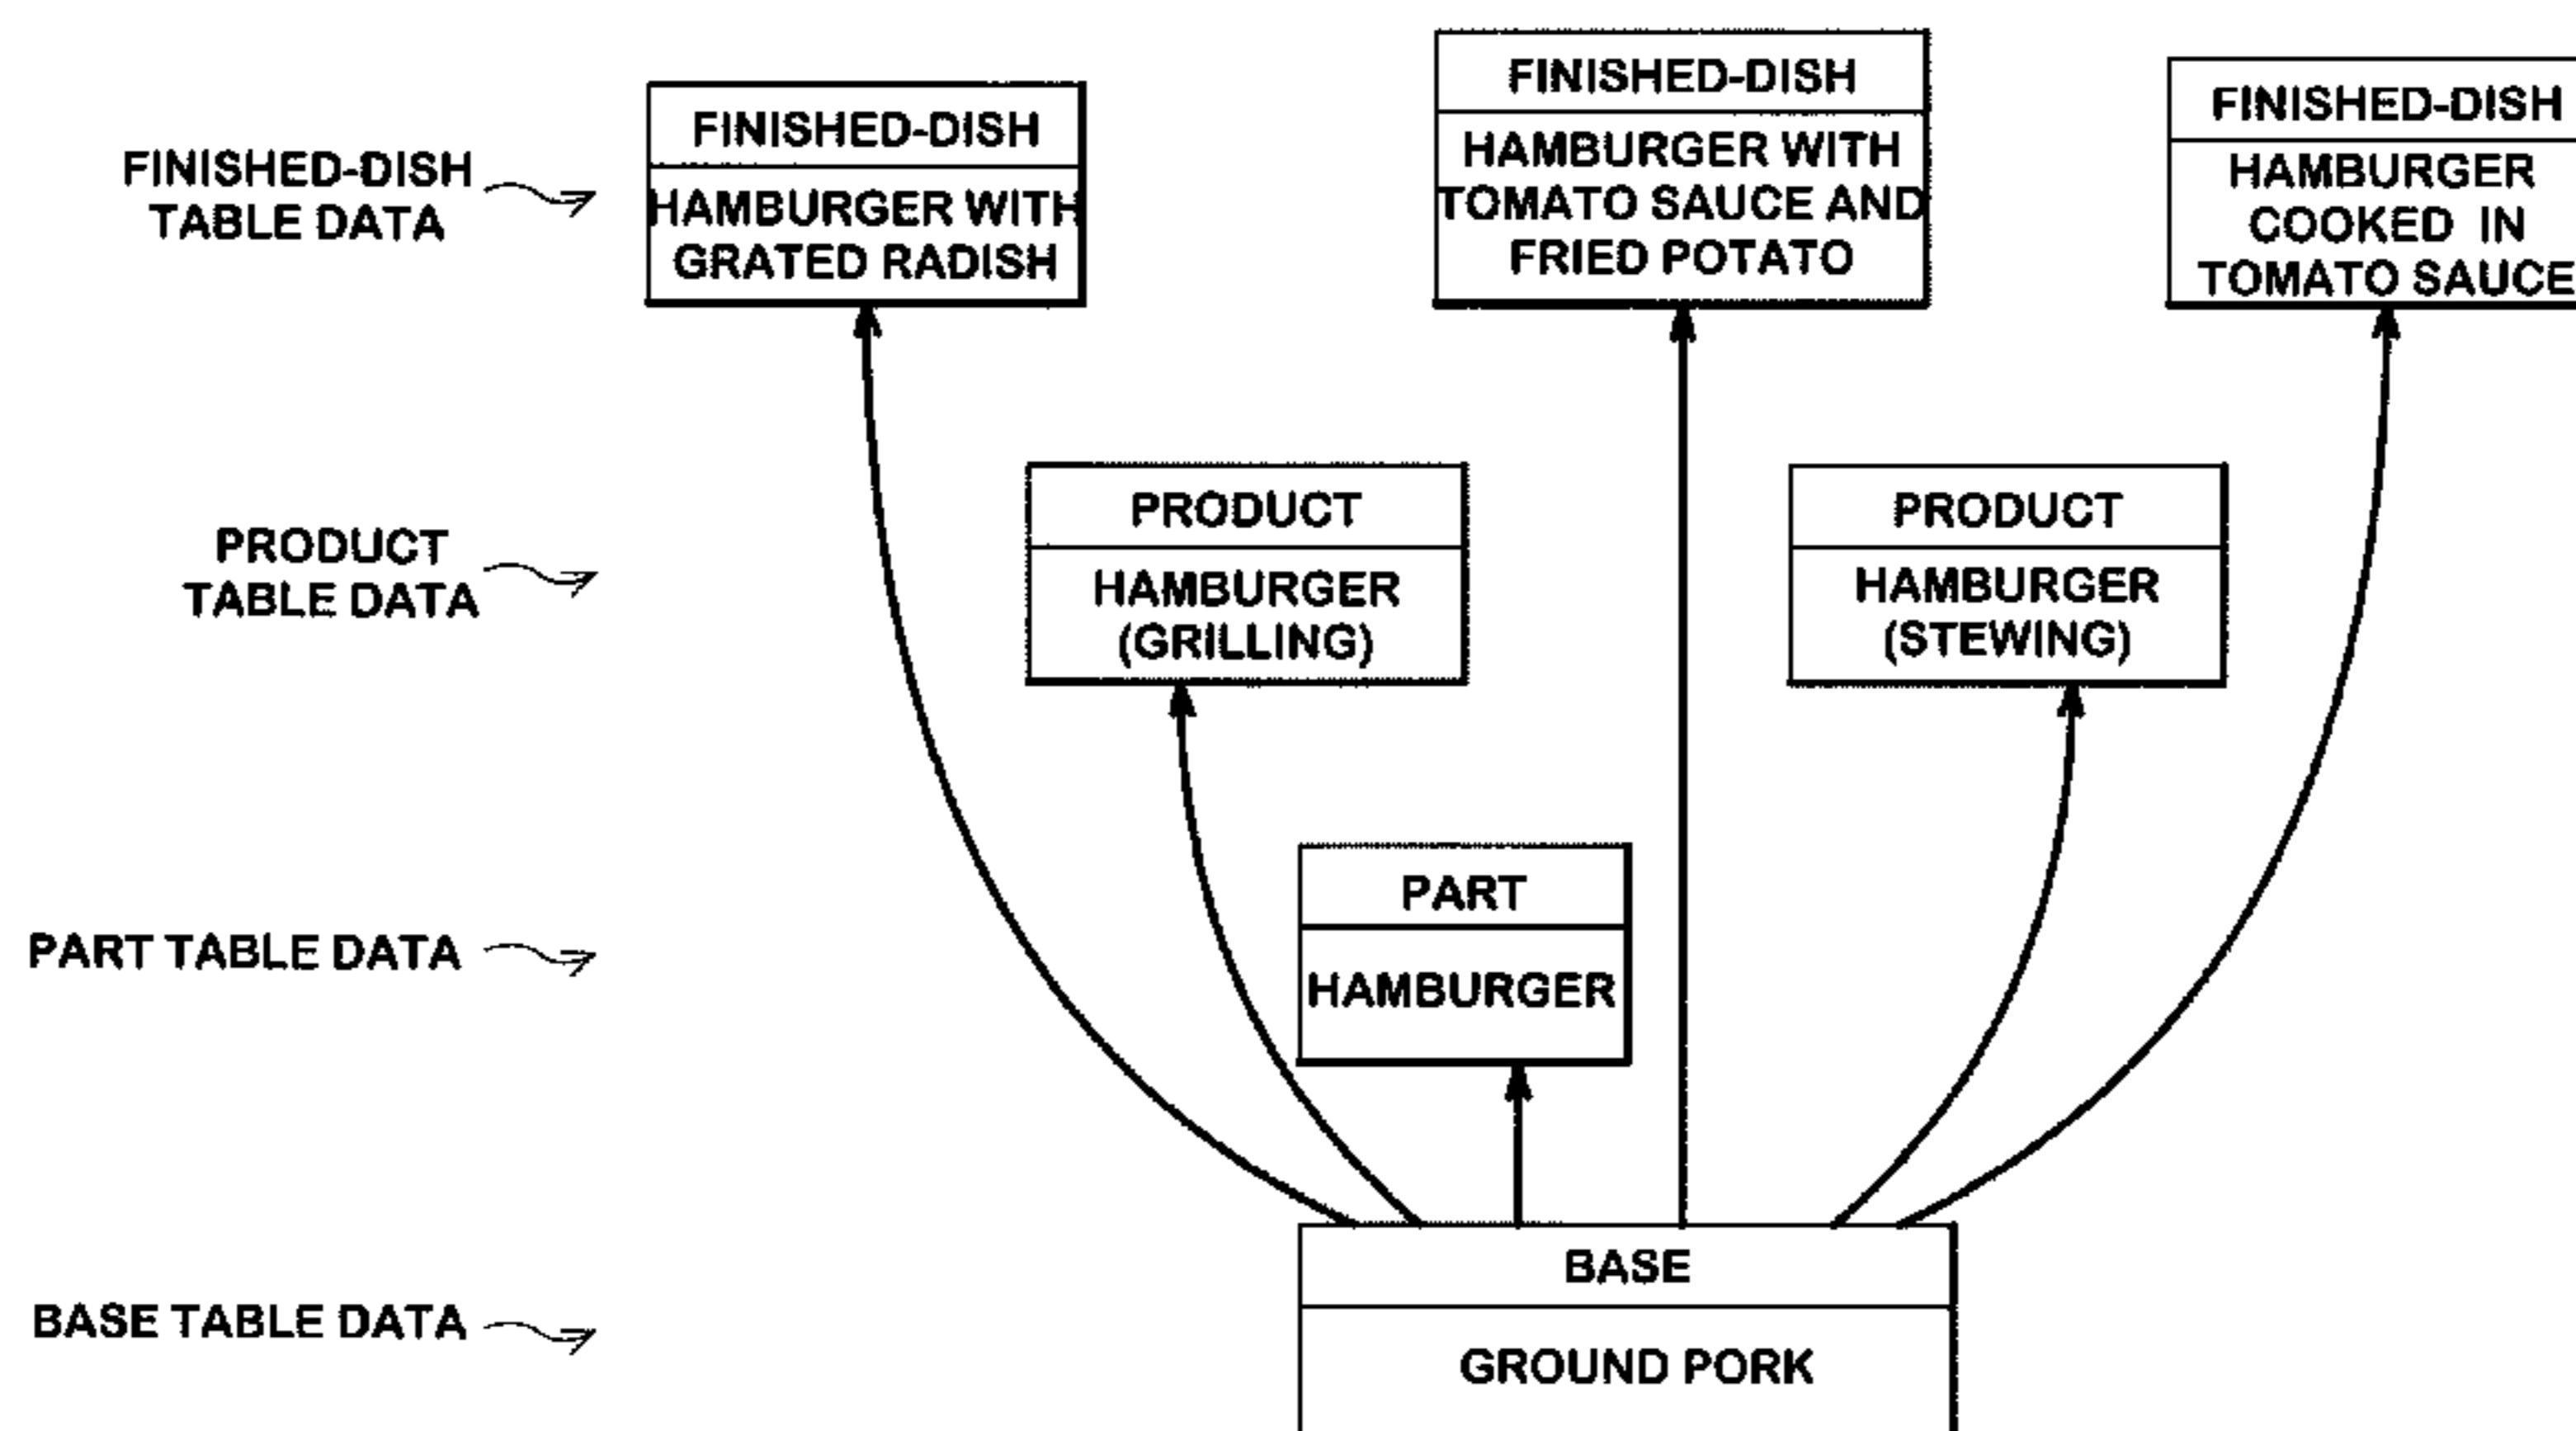 FINISHED-DISH
TABLE DATA
FINISHED-DISH
HAMBURGER WITH
GRATED RADISH
FINISHED-DISH
HAMBURGER WITH
TOMATO SAUCE AND
FRIED POTATO
FINISHED-DISH
HAMBURGER
COOKED IN
TOMATO SAUCE
PRODUCT
TABLE DATA
PRODUCT
HAMBURGER
(GRILLING)
PRODUCT
HAMBURGER
(STEWING)
PART TABLE DATA
PART
HAMBURGER
BASE TABLE DATA
BASE
GROUND PORK